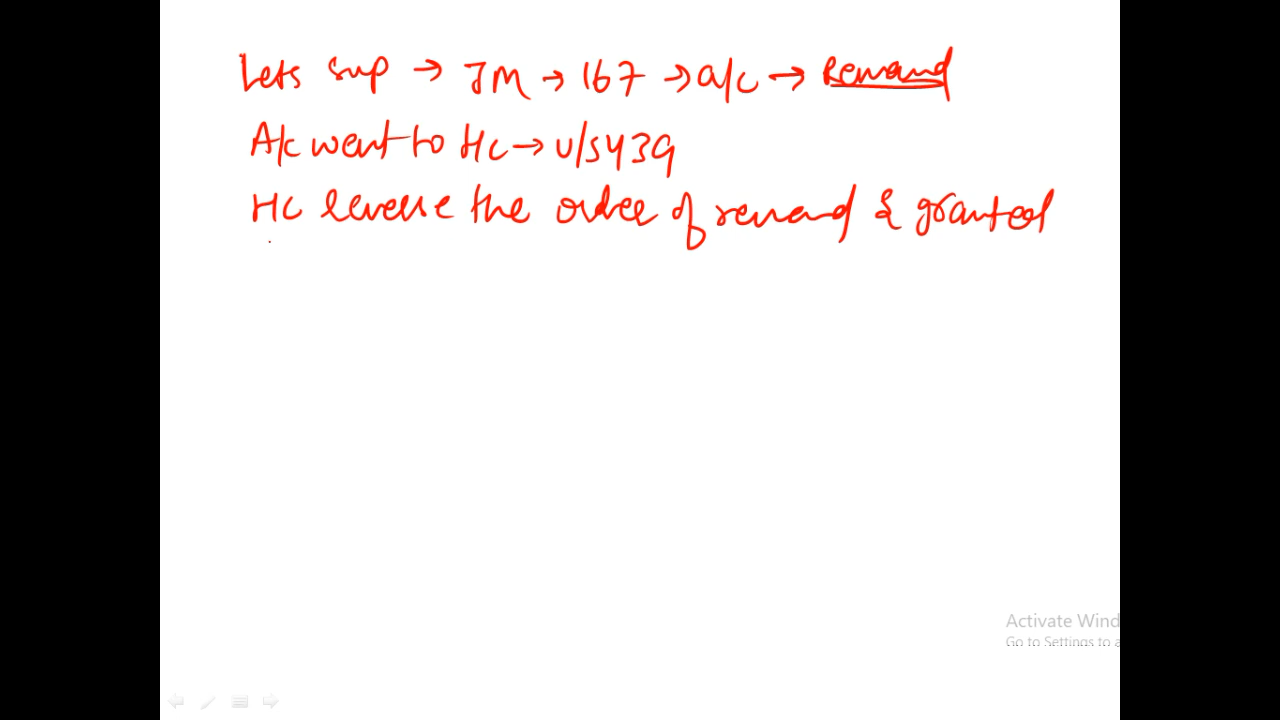 Lets sup → JM → 167 → a/c → Remand
A/c went to HC → u/s 439
HC reverse the order of remand & granted
Activate Wind
Go to Settings to a